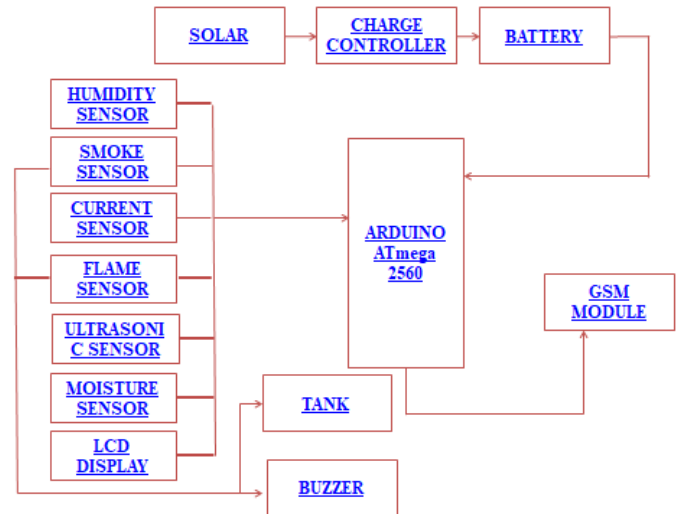 SOLAR
CHARGE
CONTROLLER
BATTERY
HUMIDITY
SENSOR
SMOKE
SENSOR
CURRENT
SENSOR
FLAME
SENSOR
ULTRASONI
C SENSOR
MOISTURE
SENSOR
LCD
DISPLAY
ARDUINO
ATmega
2560
GSM
MODULE
TANK
BUZZER